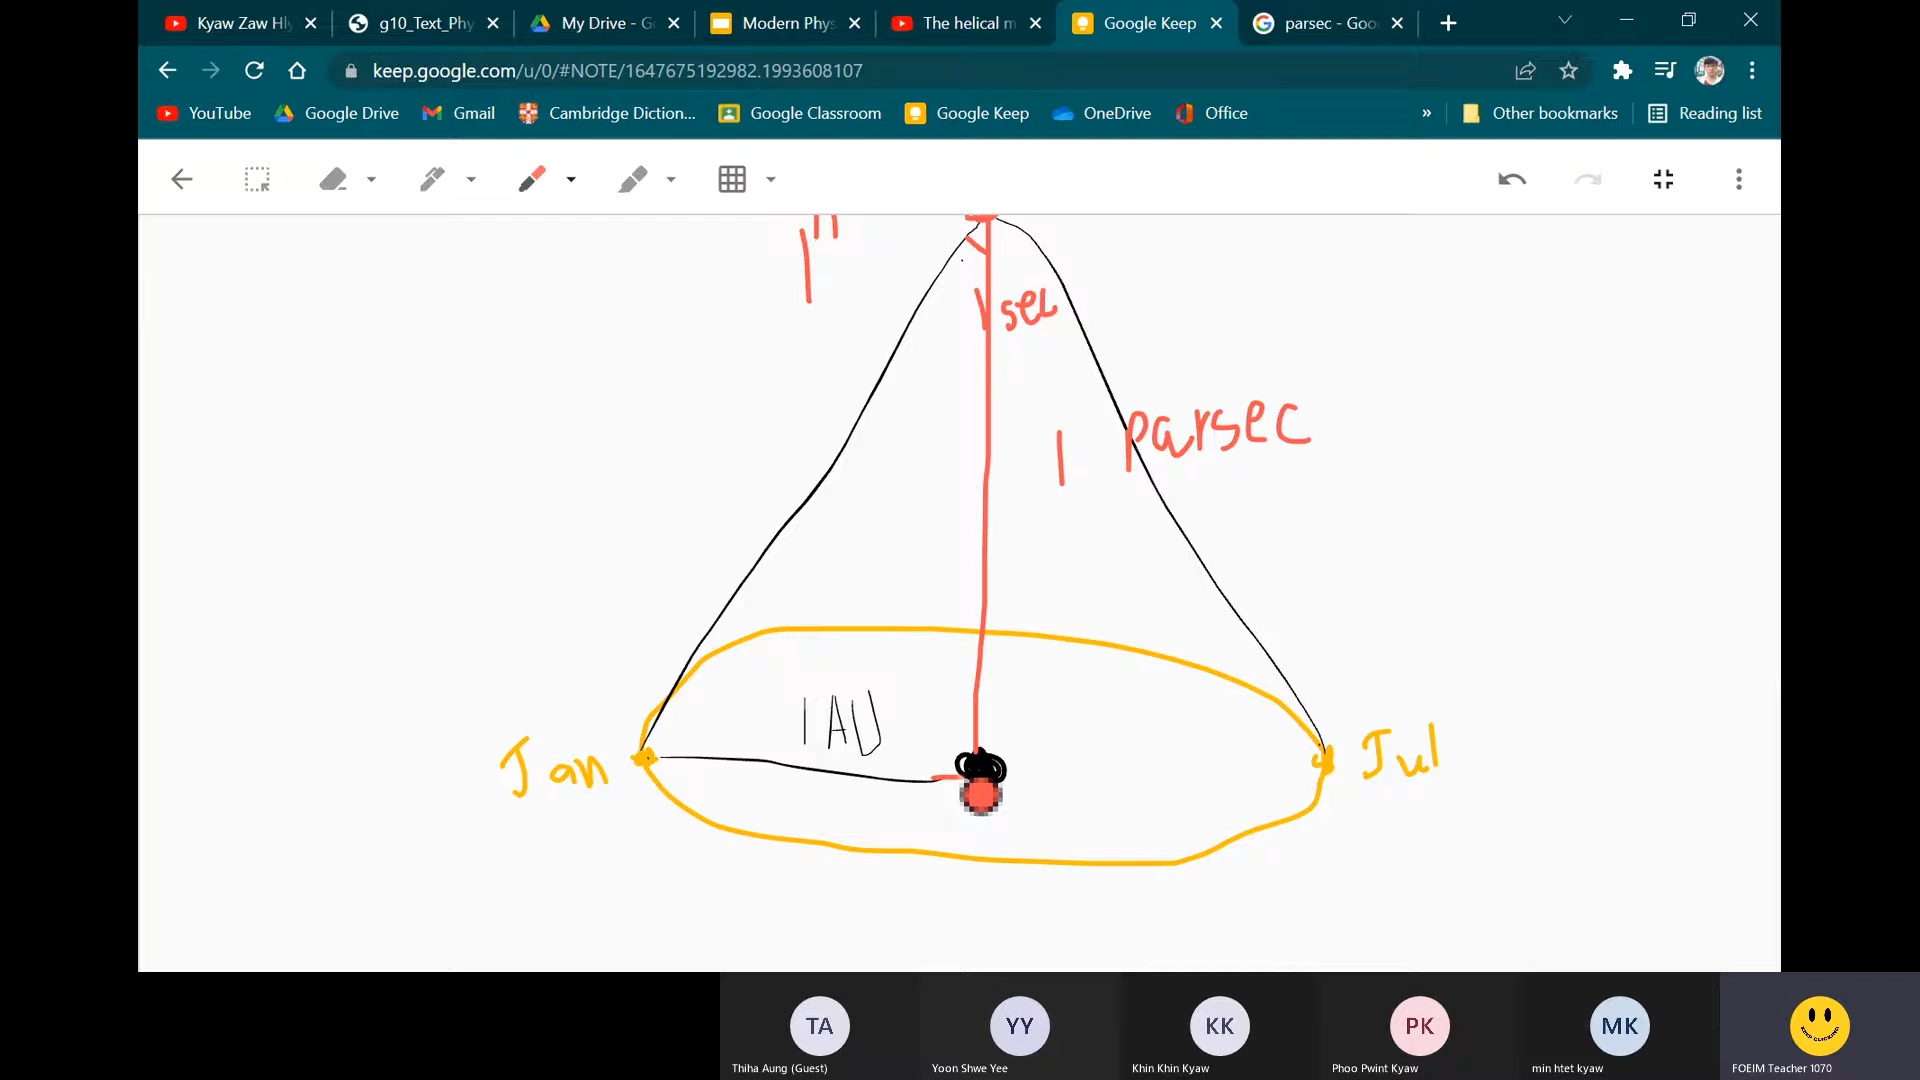 Kyaw Zaw Hl
g10_Text_Phy
My Drive - Go
Modern Phys
The helical m
Google Keep
parsec - Goo
keep.google.com/u/0/#NOTE/1647675192982.1993608107
YouTube
Google Drive
Gmail
Cambridge Diction...
Google Classroom
Google Keep
OneDrive
Office
»
Other bookmarks
Reading list
1"
1 sec
1 parsec
1 AU
Jan
Jul
TA
YY
KK
PK
MK
Thiha Aung (Guest)
Yoon Shwe Yee
Khin Khin Kyaw
Phoo Pwint Kyaw
min htet kyaw
FOEIM Teacher 1070